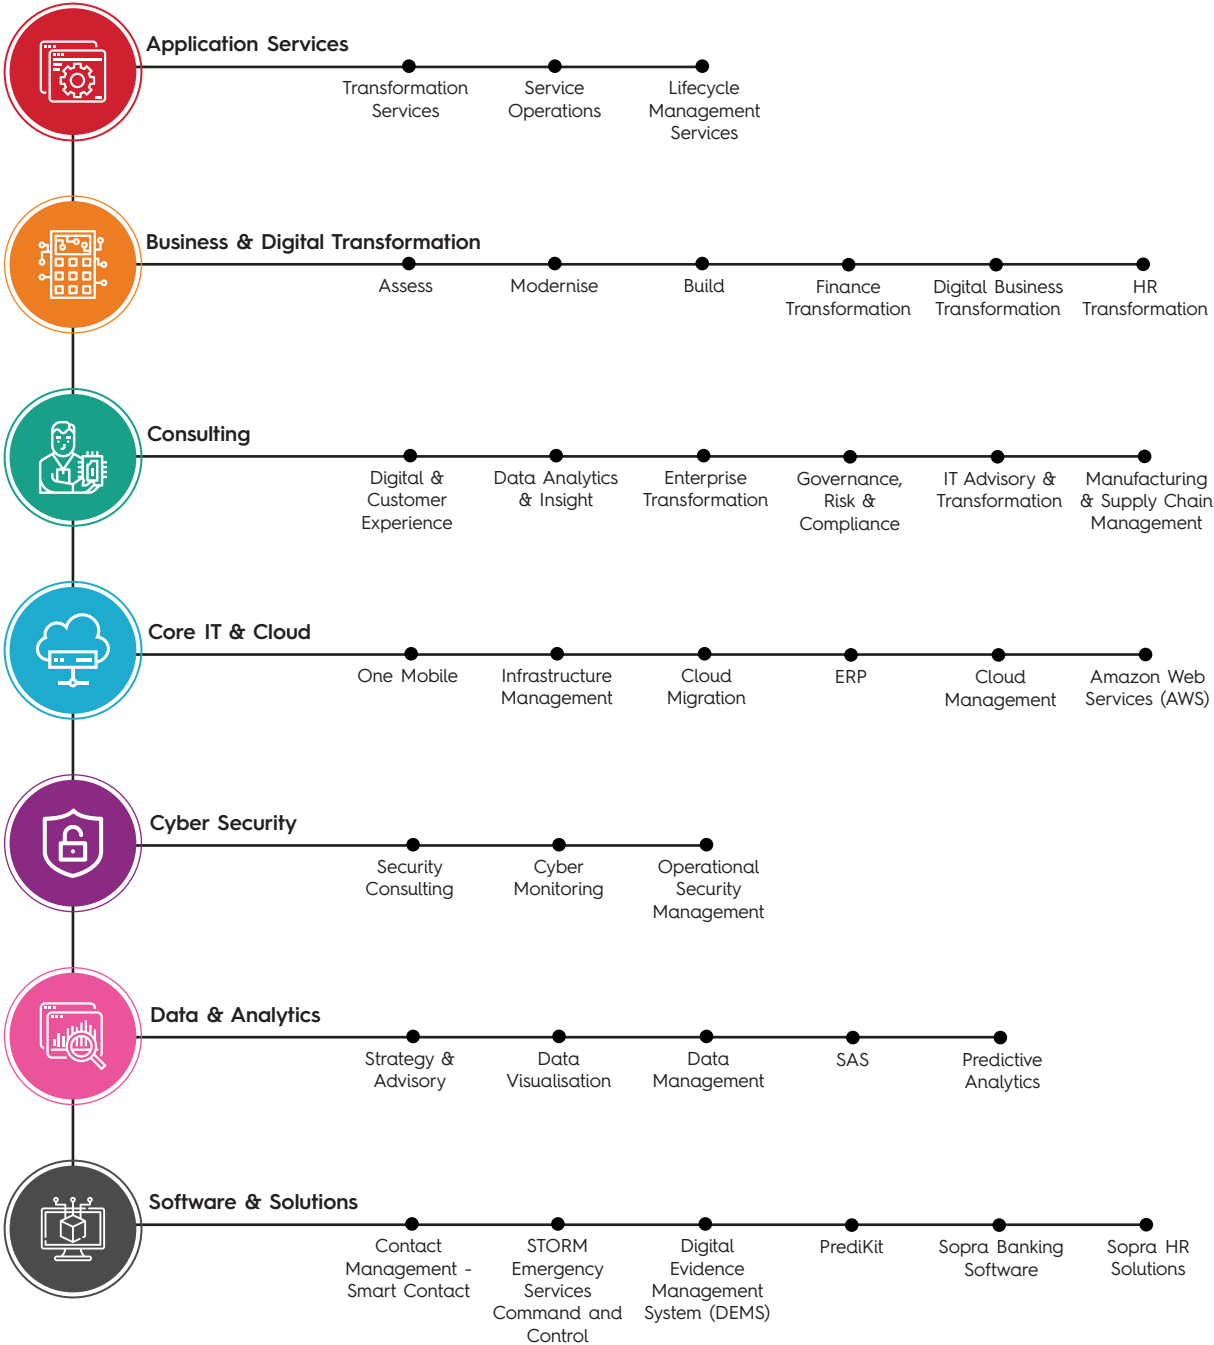 Application Services
Transformation
Services
Service
Operations
Lifecycle
Management
Services
Business & Digital Transformation
Assess
Modernise
Build
Finance
Transformation
Digital Business
Transformation
HR
Transformation
Consulting
Digital &
Customer
Experience
Data Analytics
& Insight
Enterprise
Transformation
Governance,
Risk &
Compliance
IT Advisory &
Transformation
Manufacturing
& Supply Chain
Management
Core IT & Cloud
One Mobile
Infrastructure
Management
Cloud
Migration
ERP
Cloud
Management
Amazon Web
Services (AWS)
Cyber Security
Security
Consulting
Cyber
Monitoring
Operational
Security
Management
Data & Analytics
Strategy &
Advisory
Data
Visualisation
Data
Management
SAS
Predictive
Analytics
Software & Solutions
Contact
Management -
Smart Contact
STORM
Emergency
Services
Command and
Control
Digital
Evidence
Management
System (DEMS)
PrediKit
Sopra Banking
Software
Sopra HR
Solutions